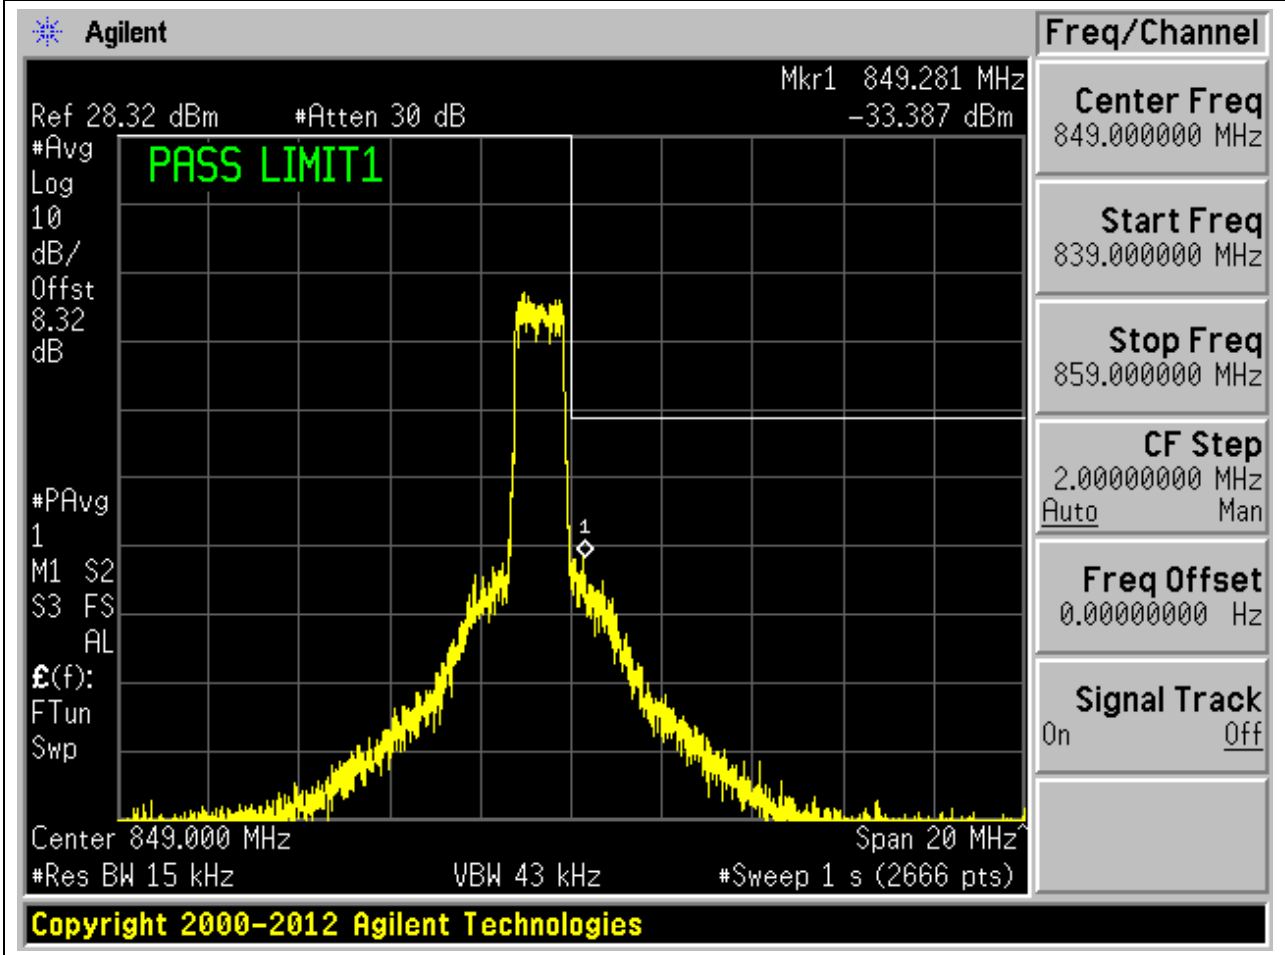 Agilent
Freq/Channel
Mkr1 849.281 MHz
Ref 28.32 dBm #Atten 30 dB -33.387 dBm
#Avg
Log
10
dB/
Offst
8.32
dB
#PAvg
1
M1 S2
S3 FS
AL
£(f):
FTun
Swp
PASS LIMIT1
1
Center 849.000 MHz Span 20 MHz^
#Res BW 15 kHz VBW 43 kHz #Sweep 1 s (2666 pts)
Copyright 2000-2012 Agilent Technologies
Center Freq
849.000000 MHz
Start Freq
839.000000 MHz
Stop Freq
859.000000 MHz
CF Step
2.00000000 MHz
Auto Man
Freq Offset
0.00000000 Hz
Signal Track
On Off